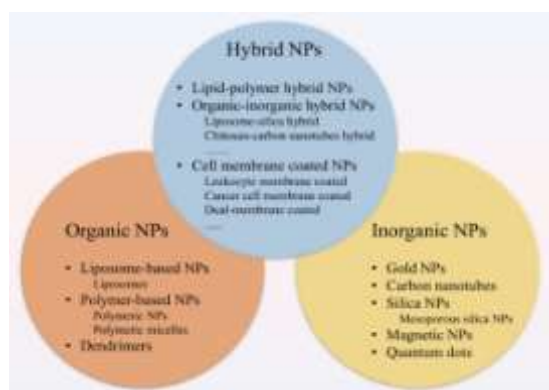 Hybrid NPs
• Lipid-polymer hybrid NPs
• Organic-inorganic hybrid NPs
Liposome-silica hybrid
Chitosan-carbon nanotubes hybrid
......
• Cell membrane coated NPs
Leukocyte membrane coated
Cancer cell membrane coated
Dual-membrane coated
......
Organic NPs
• Liposome-based NPs
Liposomes
• Polymer-based NPs
Polymeric NPs
Polymeric micelles
• Dendrimers
Inorganic NPs
• Gold NPs
• Carbon nanotubes
• Silica NPs
Mesoporous silica NPs
• Magnetic NPs
• Quantum dots